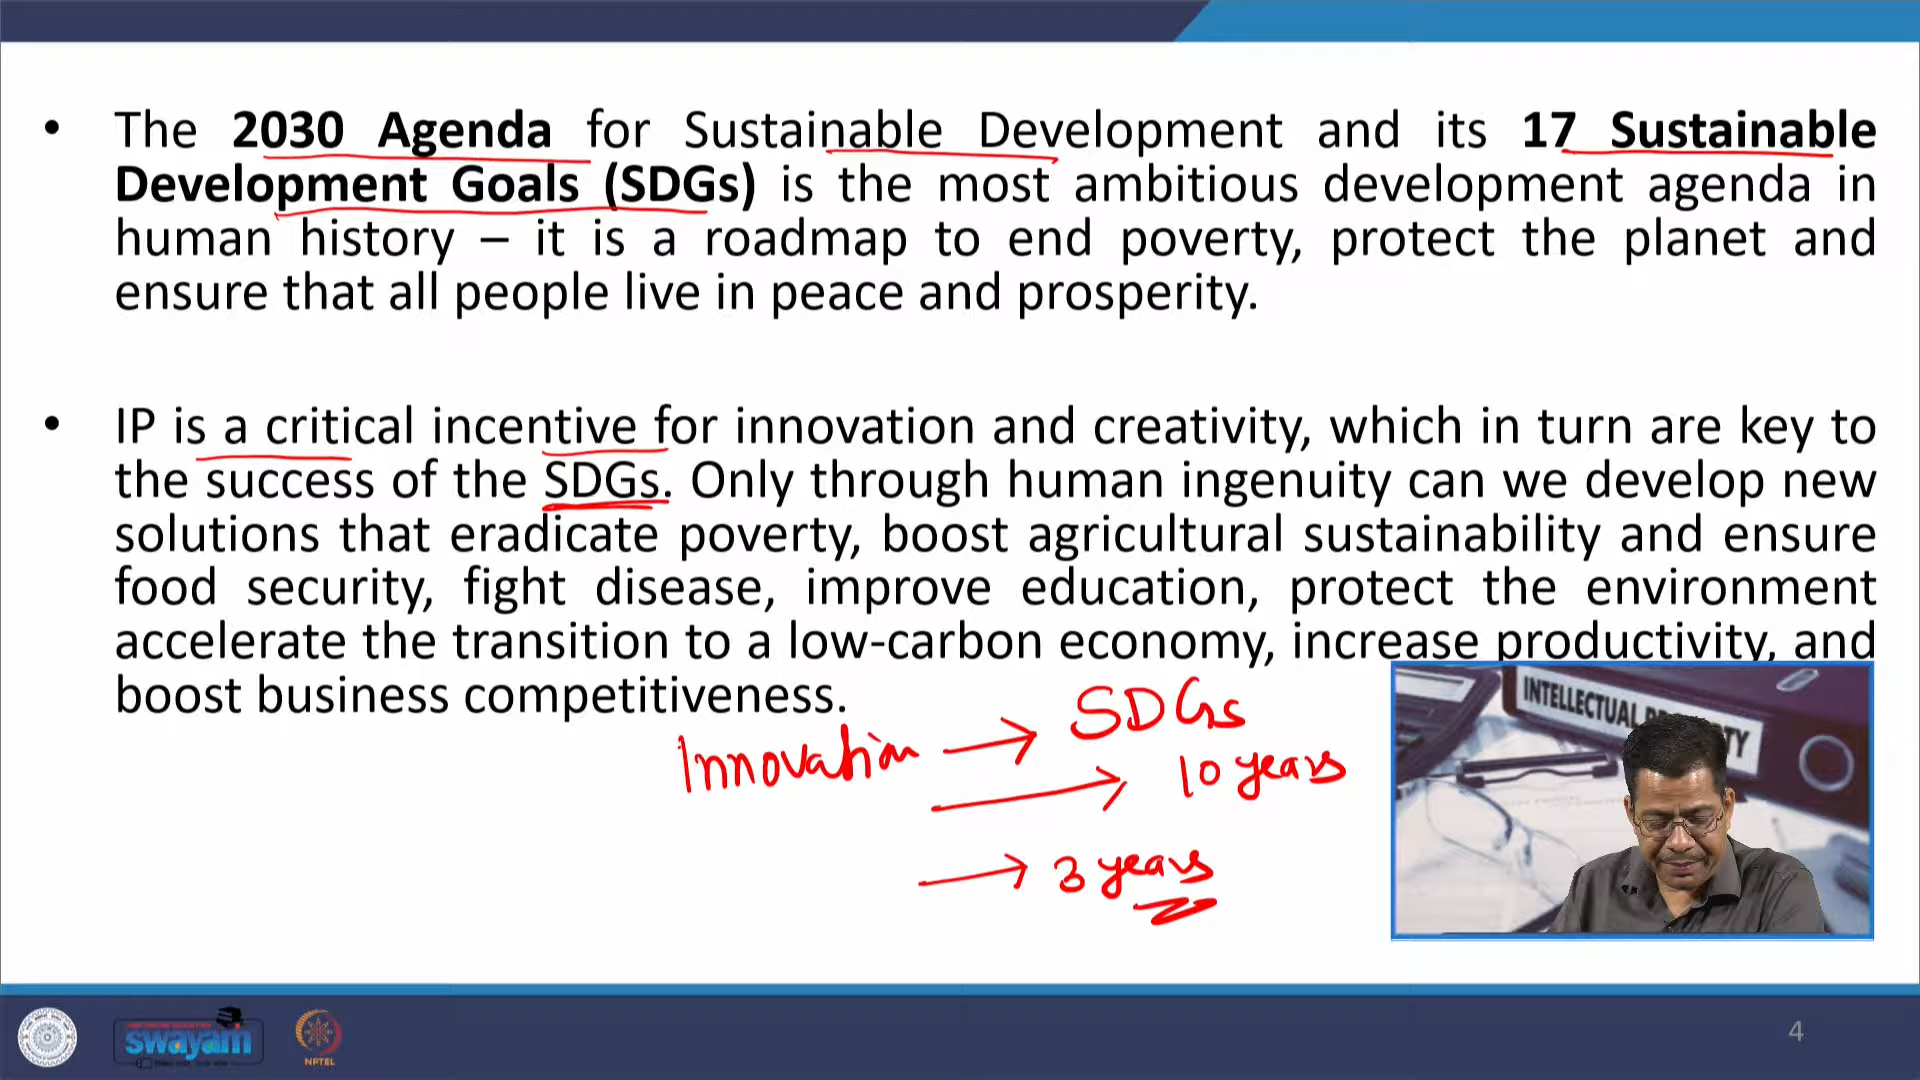 • The 2030 Agenda for Sustainable Development and its 17 Sustainable
Development Goals (SDGs) is the most ambitious development agenda in
human history – it is a roadmap to end poverty, protect the planet and
ensure that all people live in peace and prosperity.
• IP is a critical incentive for innovation and creativity, which in turn are key to
the success of the SDGs. Only through human ingenuity can we develop new
solutions that eradicate poverty, boost agricultural sustainability and ensure
food security, fight disease, improve education, protect the environment
accelerate the transition to a low-carbon economy, increase productivity, and
boost business competitiveness.
Innovation → SDGs
→ 10 years
→ 3 years
INTELLECTUAL
swayam
NPTEL
4